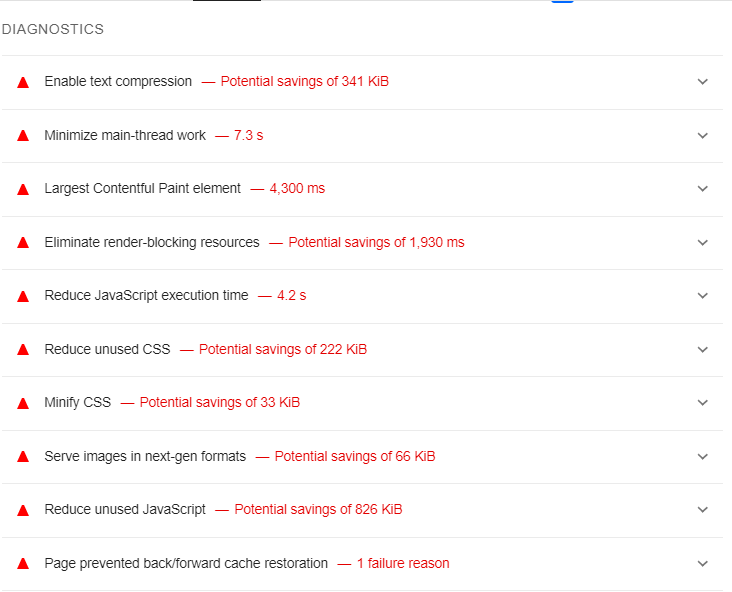 DIAGNOSTICS
Enable text compression — Potential savings of 341 KiB
Minimize main-thread work — 7.3 s
Largest Contentful Paint element — 4,300 ms
Eliminate render-blocking resources — Potential savings of 1,930 ms
Reduce JavaScript execution time — 4.2 s
Reduce unused CSS — Potential savings of 222 KiB
Minify CSS — Potential savings of 33 KiB
Serve images in next-gen formats — Potential savings of 66 KiB
Reduce unused JavaScript — Potential savings of 826 KiB
Page prevented back/forward cache restoration — 1 failure reason